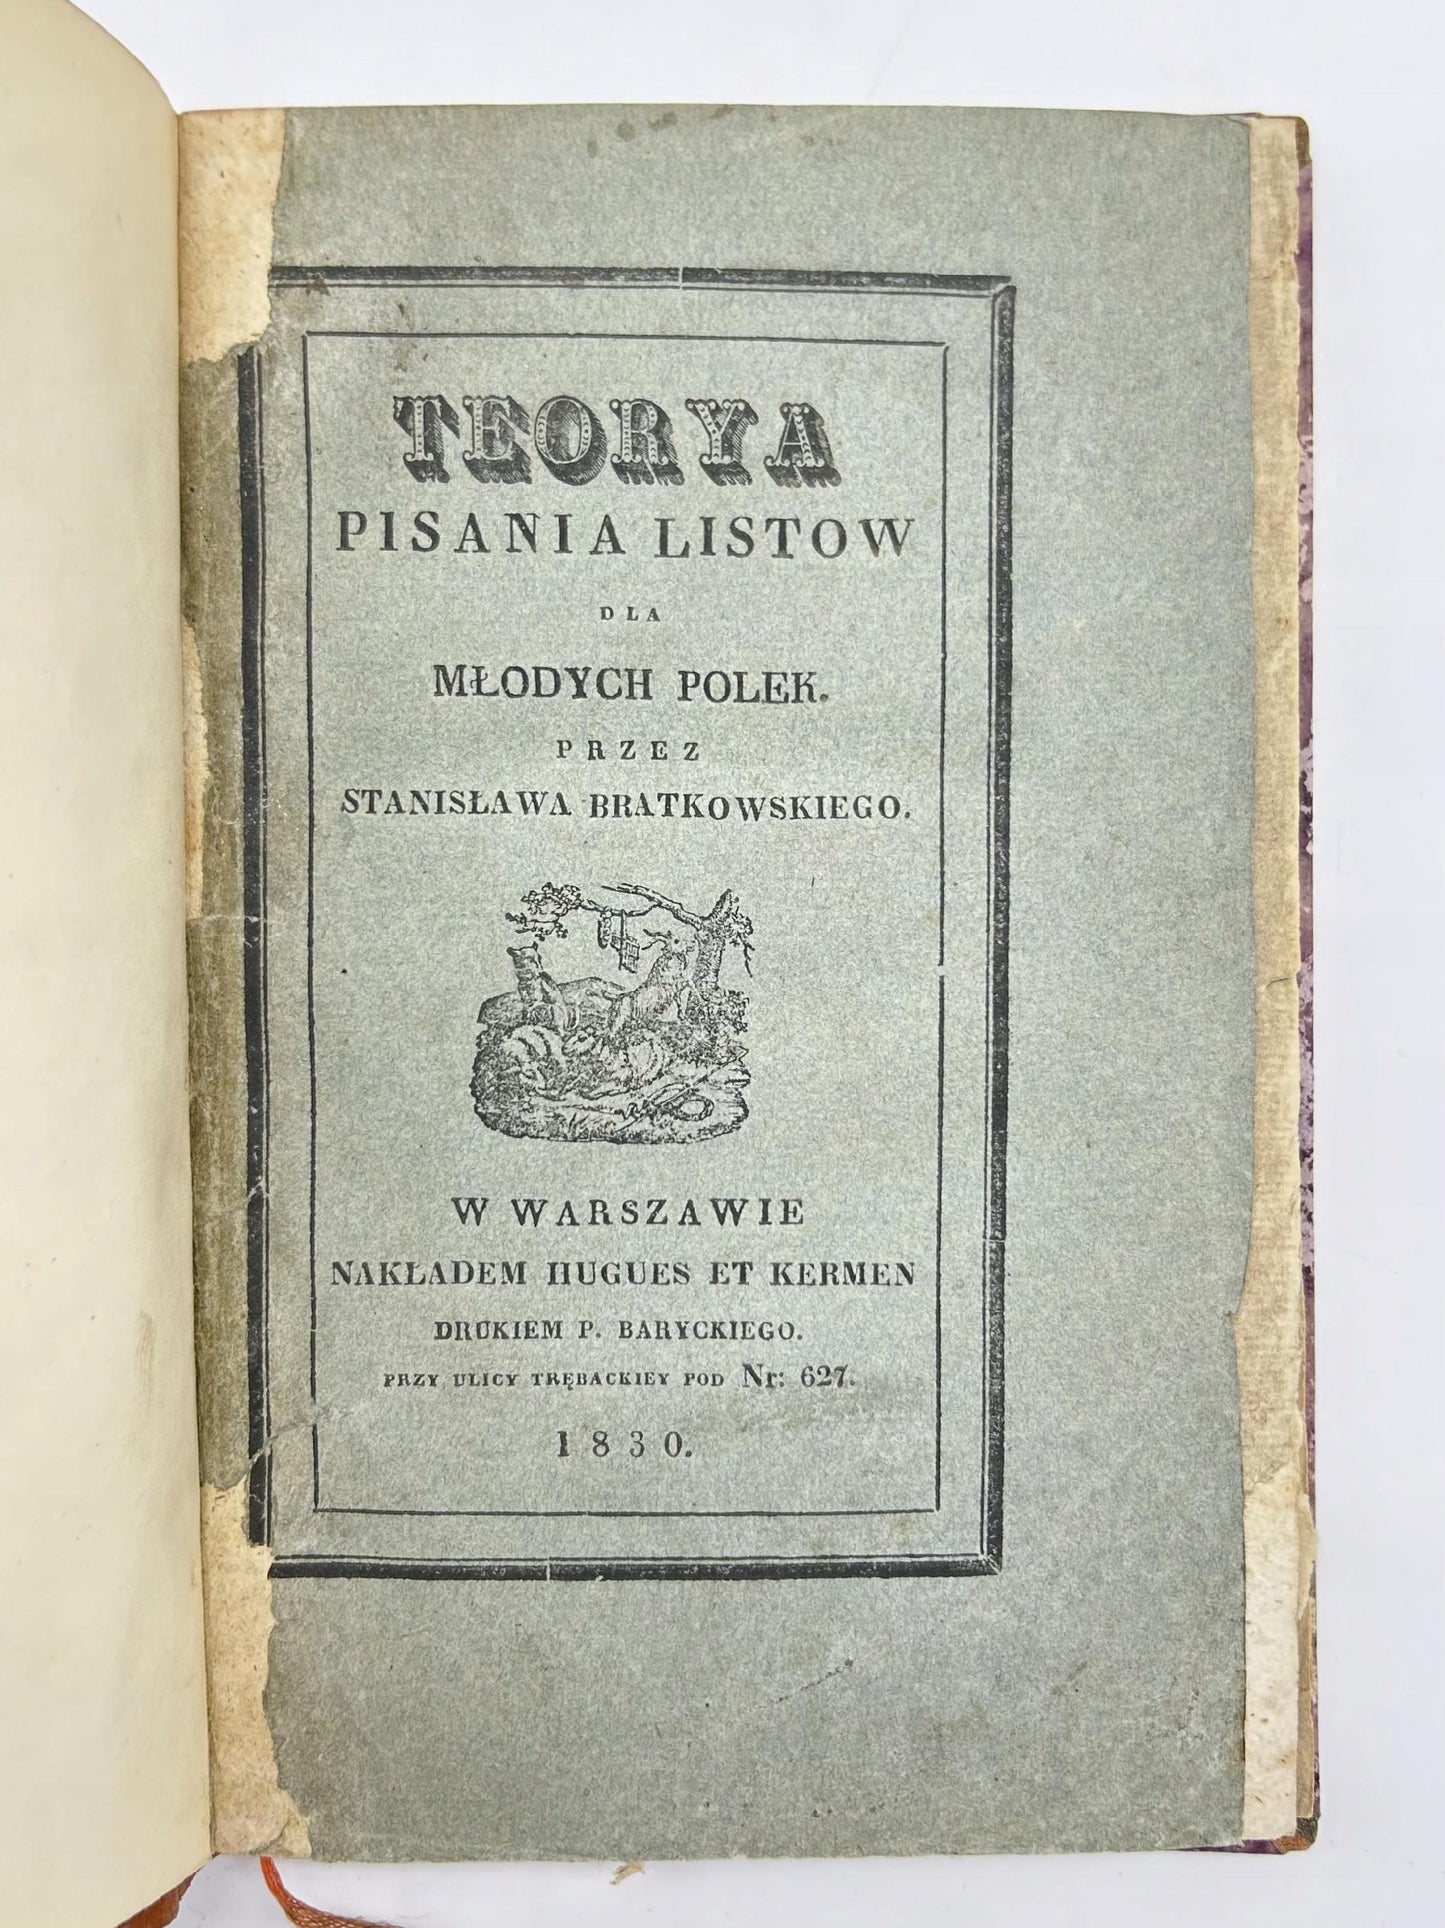 TEORYA
PISANIA LISTOW
DLA
MŁODYCH POLEK.
PRZEZ
STANISŁAWA BRATKOWSKIEGO.
W WARSZAWIE
NAKŁADEM HUGUES ET KERMEN
DRUKIEM P. BARYCKIEGO.
PRZY ULICY TRĘBACKIEY POD Nr: 627.
1830.